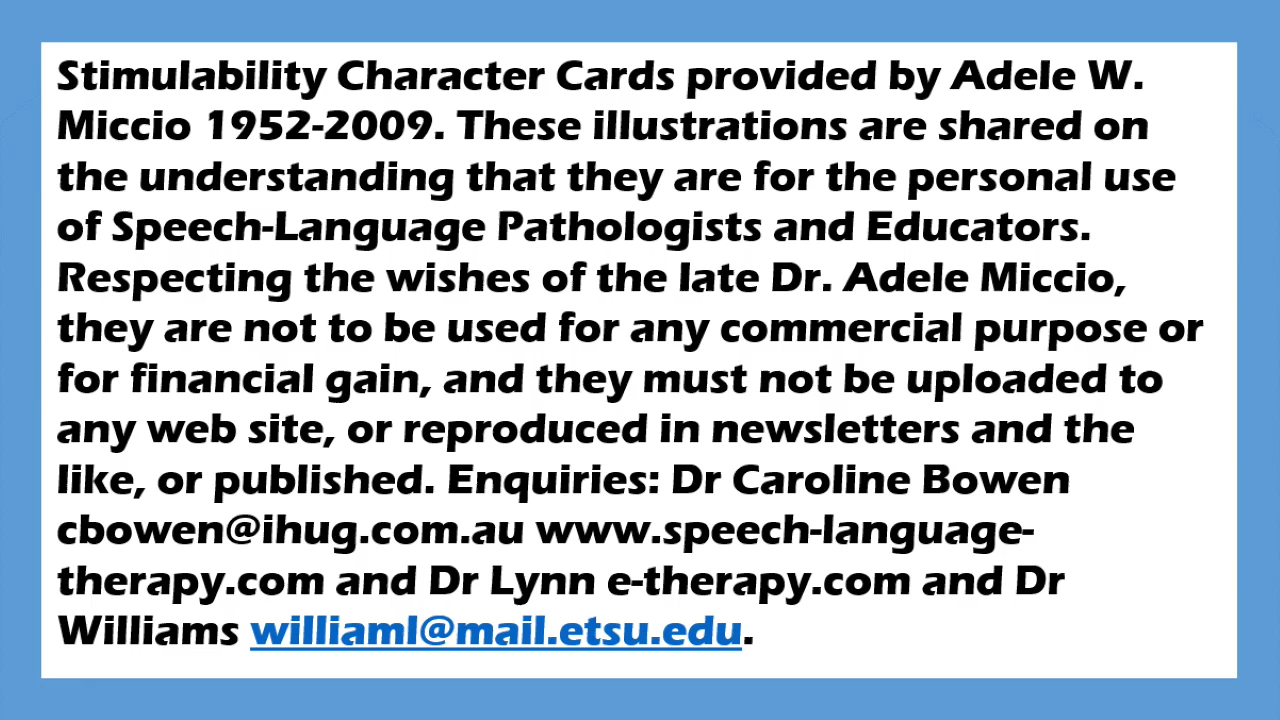 Stimulability Character Cards provided by Adele W.
Miccio 1952-2009. These illustrations are shared on
the understanding that they are for the personal use
of Speech-Language Pathologists and Educators.
Respecting the wishes of the late Dr. Adele Miccio,
they are not to be used for any commercial purpose or
for financial gain, and they must not be uploaded to
any web site, or reproduced in newsletters and the
like, or published. Enquiries: Dr Caroline Bowen
cbowen@ihug.com.au www.speech-language-
therapy.com and Dr Lynn e-therapy.com and Dr
Williams williaml@mail.etsu.edu.